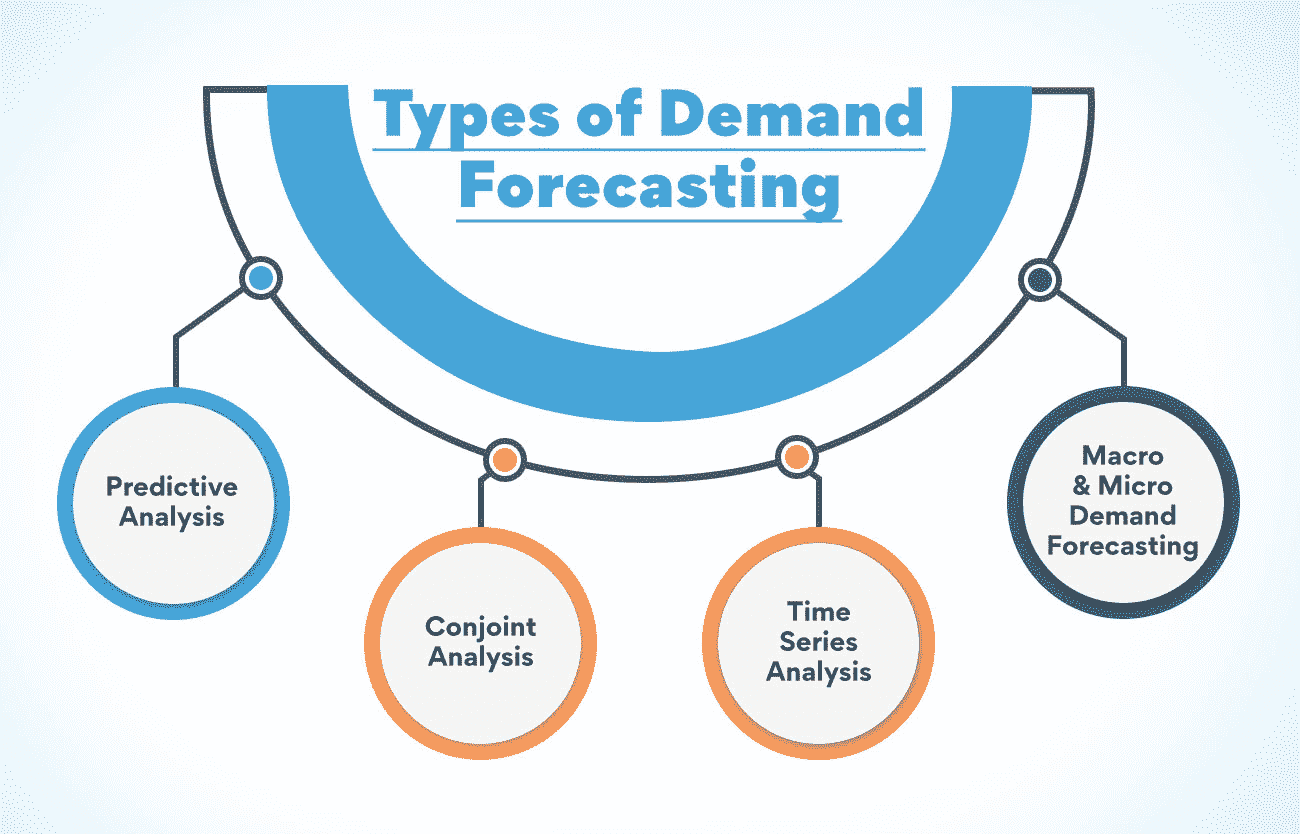 Types of Demand
Forecasting
Predictive
Analysis
Conjoint
Analysis
Time
Series
Analysis
Macro
& Micro
Demand
Forecasting